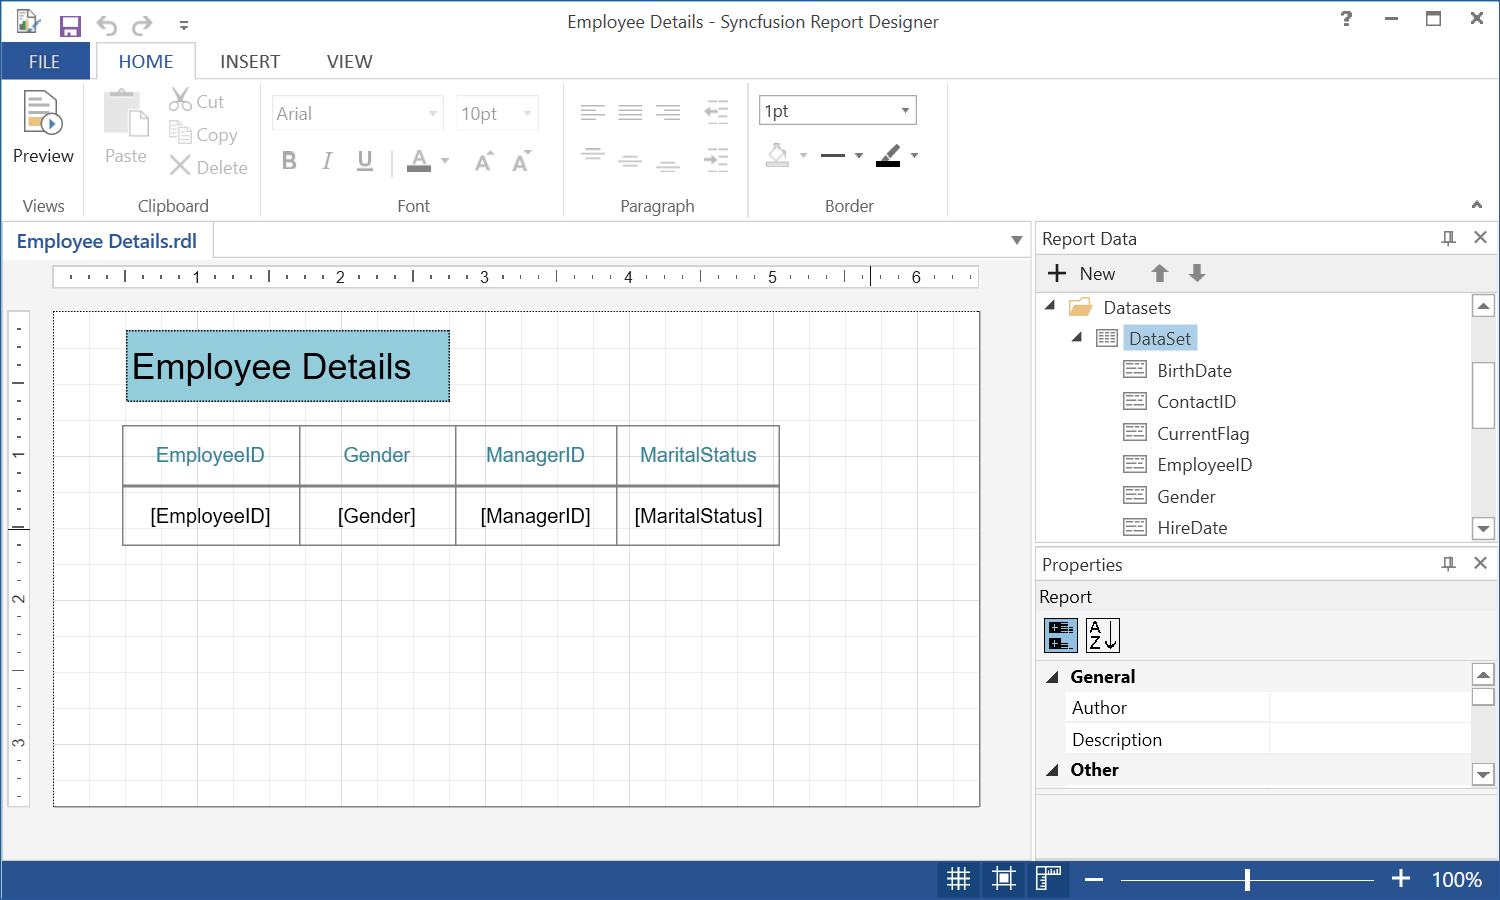 Employee Details - Syncfusion Report Designer
?
FILE HOME INSERT VIEW
Preview
Paste
Cut
Copy
Delete
Arial 10pt
B I U A A A
1pt
Views Clipboard Font Paragraph Border
Employee Details.rdl
1 2 3 4 5 6
1
2
3
Employee Details
EmployeeID Gender ManagerID MaritalStatus
[EmployeeID] [Gender] [ManagerID] [MaritalStatus]
Report Data
New
Datasets
DataSet
BirthDate
ContactID
CurrentFlag
EmployeeID
Gender
HireDate
Properties
Report
A
Z
General
Author
Description
Other
100%